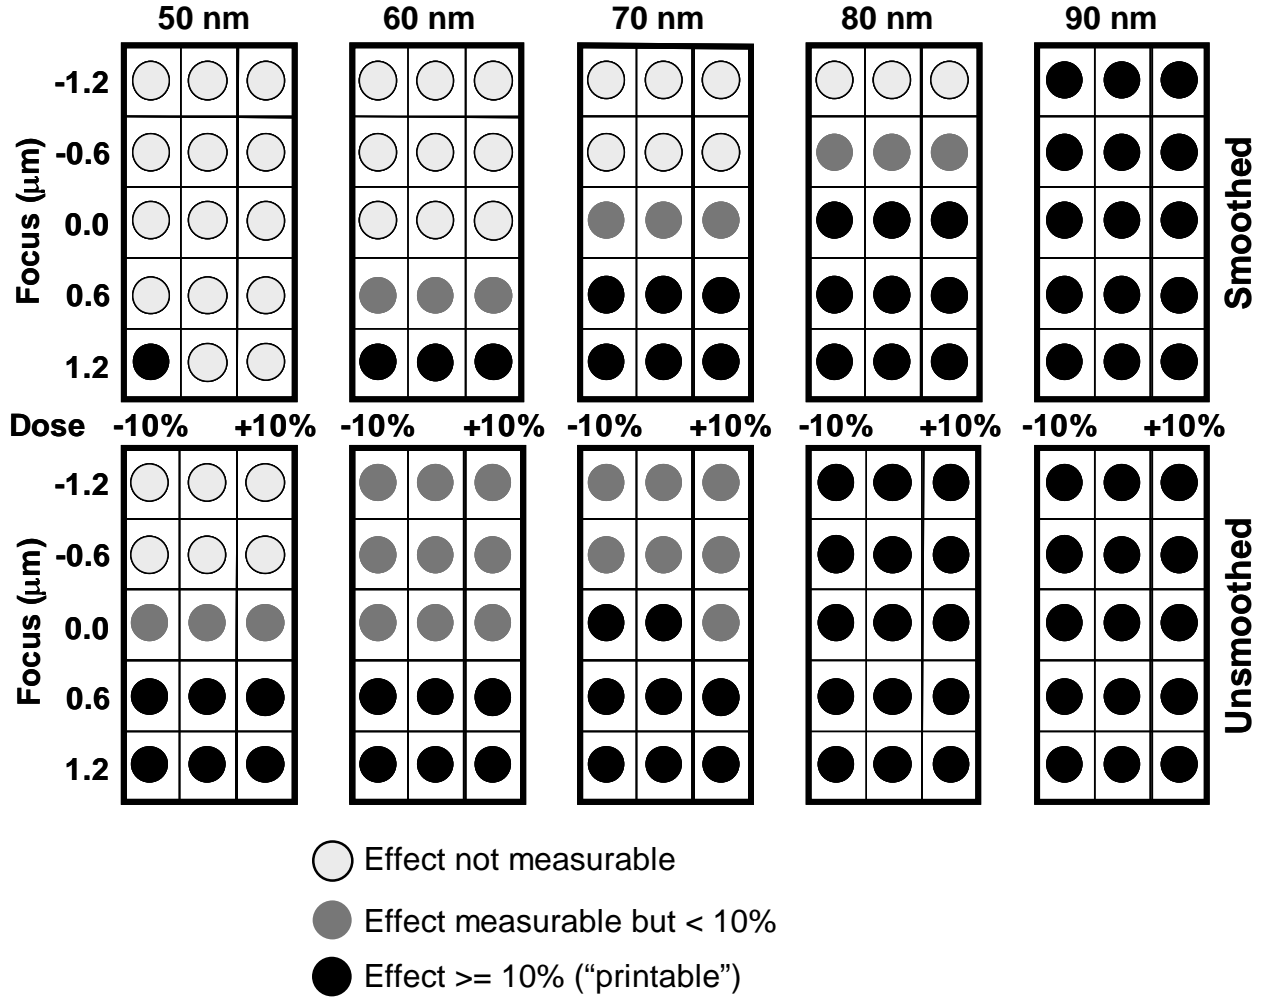 50 nm 60 nm 70 nm 80 nm 90 nm
-1.2
-0.6
0.0
0.6
1.2
Focus (μm)
Smoothed
Dose -10% +10% -10% +10% -10% +10% -10% +10% -10% +10%
-1.2
-0.6
0.0
0.6
1.2
Focus (μm)
Unsmoothed
Effect not measurable
Effect measurable but < 10%
Effect >= 10% (“printable”)